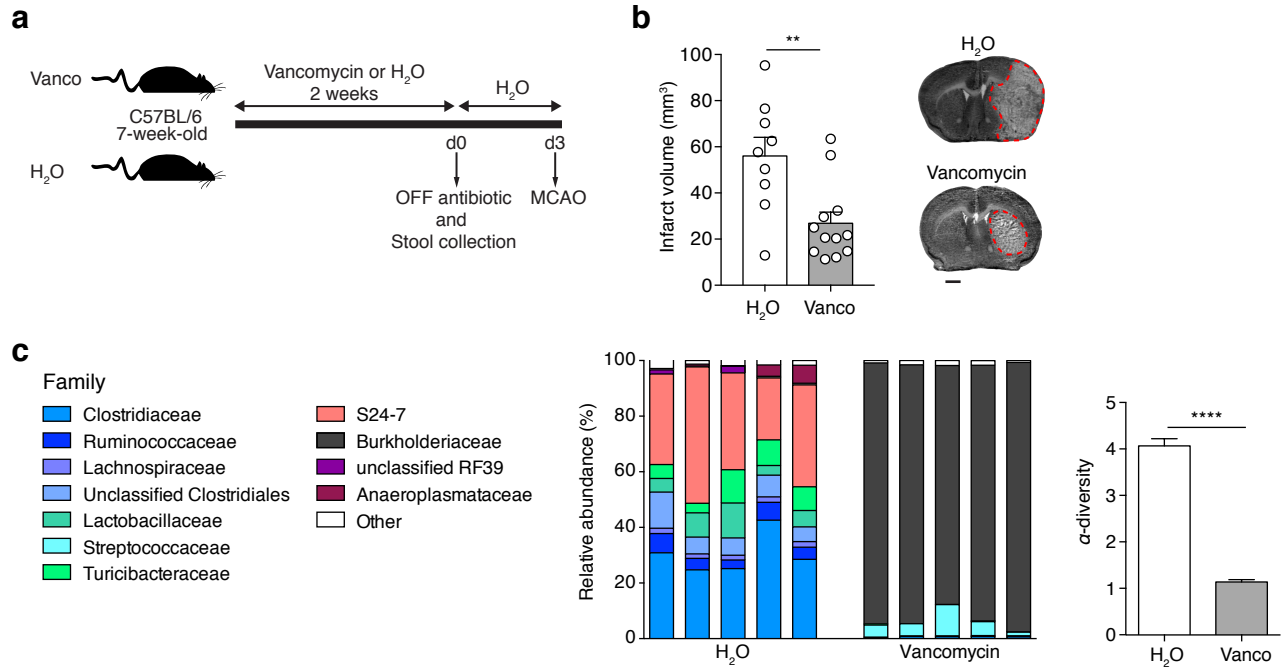 a
Vanco
C57BL/6
7-week-old
H₂O
Vancomycin or H₂O
2 weeks
H₂O
d0
d3
OFF antibiotic
and
Stool collection
MCAO
b
Infarct volume (mm³)
100
80
60
40
20
0
**
H₂O
Vanco
H₂O
Vancomycin
c
Family
Clostridiaceae
Ruminococcaceae
Lachnospiraceae
Unclassified Clostridiales
Lactobacillaceae
Streptococcaceae
Turicibacteraceae
S24-7
Burkholderiaceae
unclassified RF39
Anaeroplasmataceae
Other
Relative abundance (%)
100
80
60
40
20
0
H₂O
Vancomycin
α-diversity
5
4
3
2
1
0
****
H₂O
Vanco